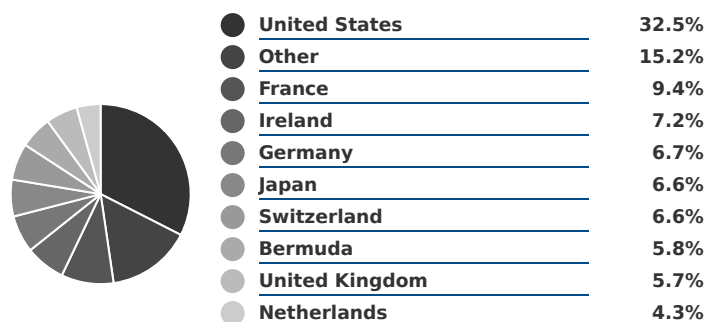 United States 32.5%
Other 15.2%
France 9.4%
Ireland 7.2%
Germany 6.7%
Japan 6.6%
Switzerland 6.6%
Bermuda 5.8%
United Kingdom 5.7%
Netherlands 4.3%